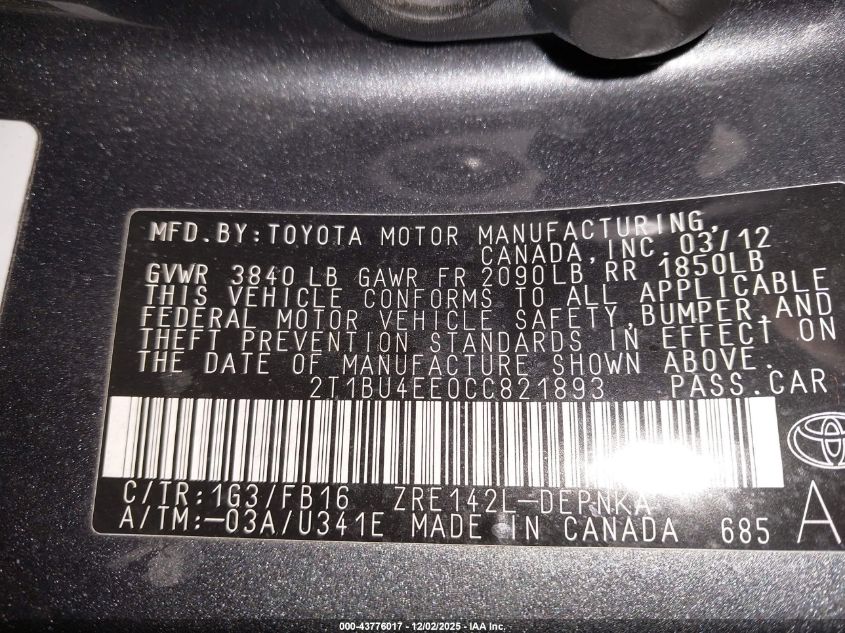 MFD.BY:TOYOTA MOTOR MANUFACTURING,
CANADA, INC. 03/12
GVWR 3840 LB GAWR FR 2090LB RR 1850LB
THIS VEHICLE CONFORMS TO ALL APPLICABLE
FEDERAL MOTOR VEHICLE SAFETY, BUMPER, AND
THEFT PREVENTION STANDARDS IN EFFECT ON
THE DATE OF MANUFACTURE SHOWN ABOVE.
2T1BU4EE0CC821893 PASS.CAR
C/TR:1G3/FB16 ZRE142L-DEPNKA
A/TM:-03A/U341E MADE IN CANADA 685 A
000-43776017 - 12/02/2025 - IAA Inc.